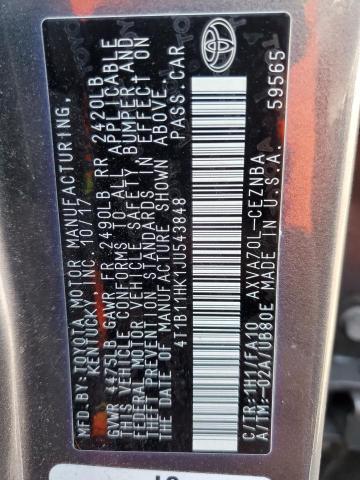 MFD.BY: TOYOTA MOTOR MANUFACTURING,
KENTUCKY, INC. 10/17
GVWR 4475LB GAWR FR 2490LB RR 2420LB
THIS VEHICLE CONFORMS TO ALL APPLICABLE
FEDERAL MOTOR VEHICLE SAFETY, BUMPER, AND
THEFT PREVENTION STANDARDS IN EFFECT ON
THE DATE OF MANUFACTURE SHOWN ABOVE.
4T1B11HK1JU543848 PASS.CAR
C/TR:1H2/FA10 AXVA70L-CEZNBA
A/TM:-02A/UB80E MADE IN U.S.A. 59565